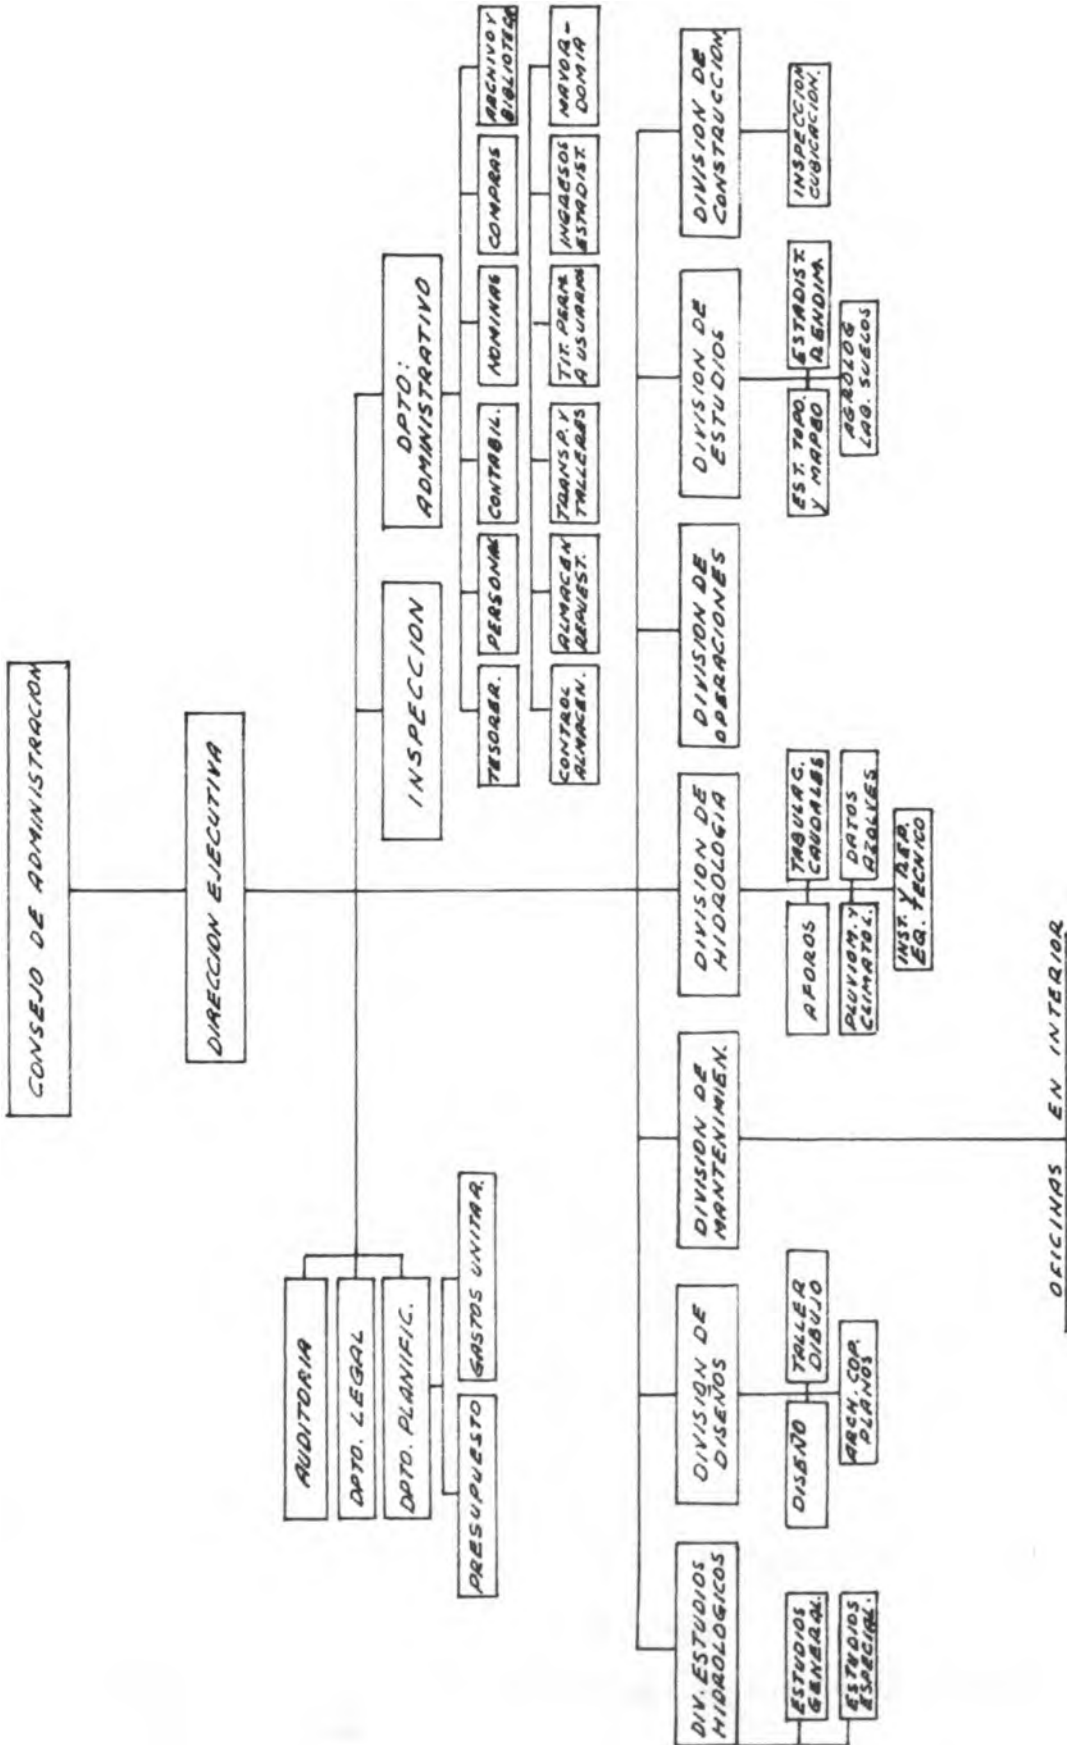 CONSEJO DE ADMINISTRACION
DIRECCION EJECUTIVA
AUDITORIA
DPTO. LEGAL
DPTO. PLANIFIC.
PRESUPUESTO
GASTOS UNITAR.
INSPECCION
DPTO:
ADMINISTRATIVO
TESORER.
PERSONAL
CONTABIL.
NOMINAS
COMPRAS
ARCHIVO Y
BIBLIOTECA
CONTROL
ALMACEN.
ALMACEN
REPUEST.
TRANSP. Y
TALLERES
TIT. PERM.
A USUARIOS
INGRESOS
ESTADIST.
MAYOR-
DOMIA
DIV. ESTUDIOS
HIDROLOGICOS
DIVISION DE
DISEÑOS
DIVISION DE
MANTENIMIEN.
DIVISION DE
HIDROLOGIA
DIVISION DE
OPERACIONES
DIVISION DE
ESTUDIOS
DIVISION DE
CONSTRUCCION
ESTUDIOS
GENERAL.
ESTUDIOS
ESPECIAL.
DISEÑO
TALLER
DIBUJO
ARCH. COP.
PLANOS
AFOROS
TABULAC.
CAUDALES
PLUVIOM. Y
CLIMATOL.
DATOS
AZOLVES
INST. Y REP.
EQ. TECNICO
EST. TOPO.
Y MAPEO
ESTADIST.
RENDIM.
AGROLOG
LAB. SUELOS
INSPECCION
CUBICACION.
OFICINAS EN INTERIOR